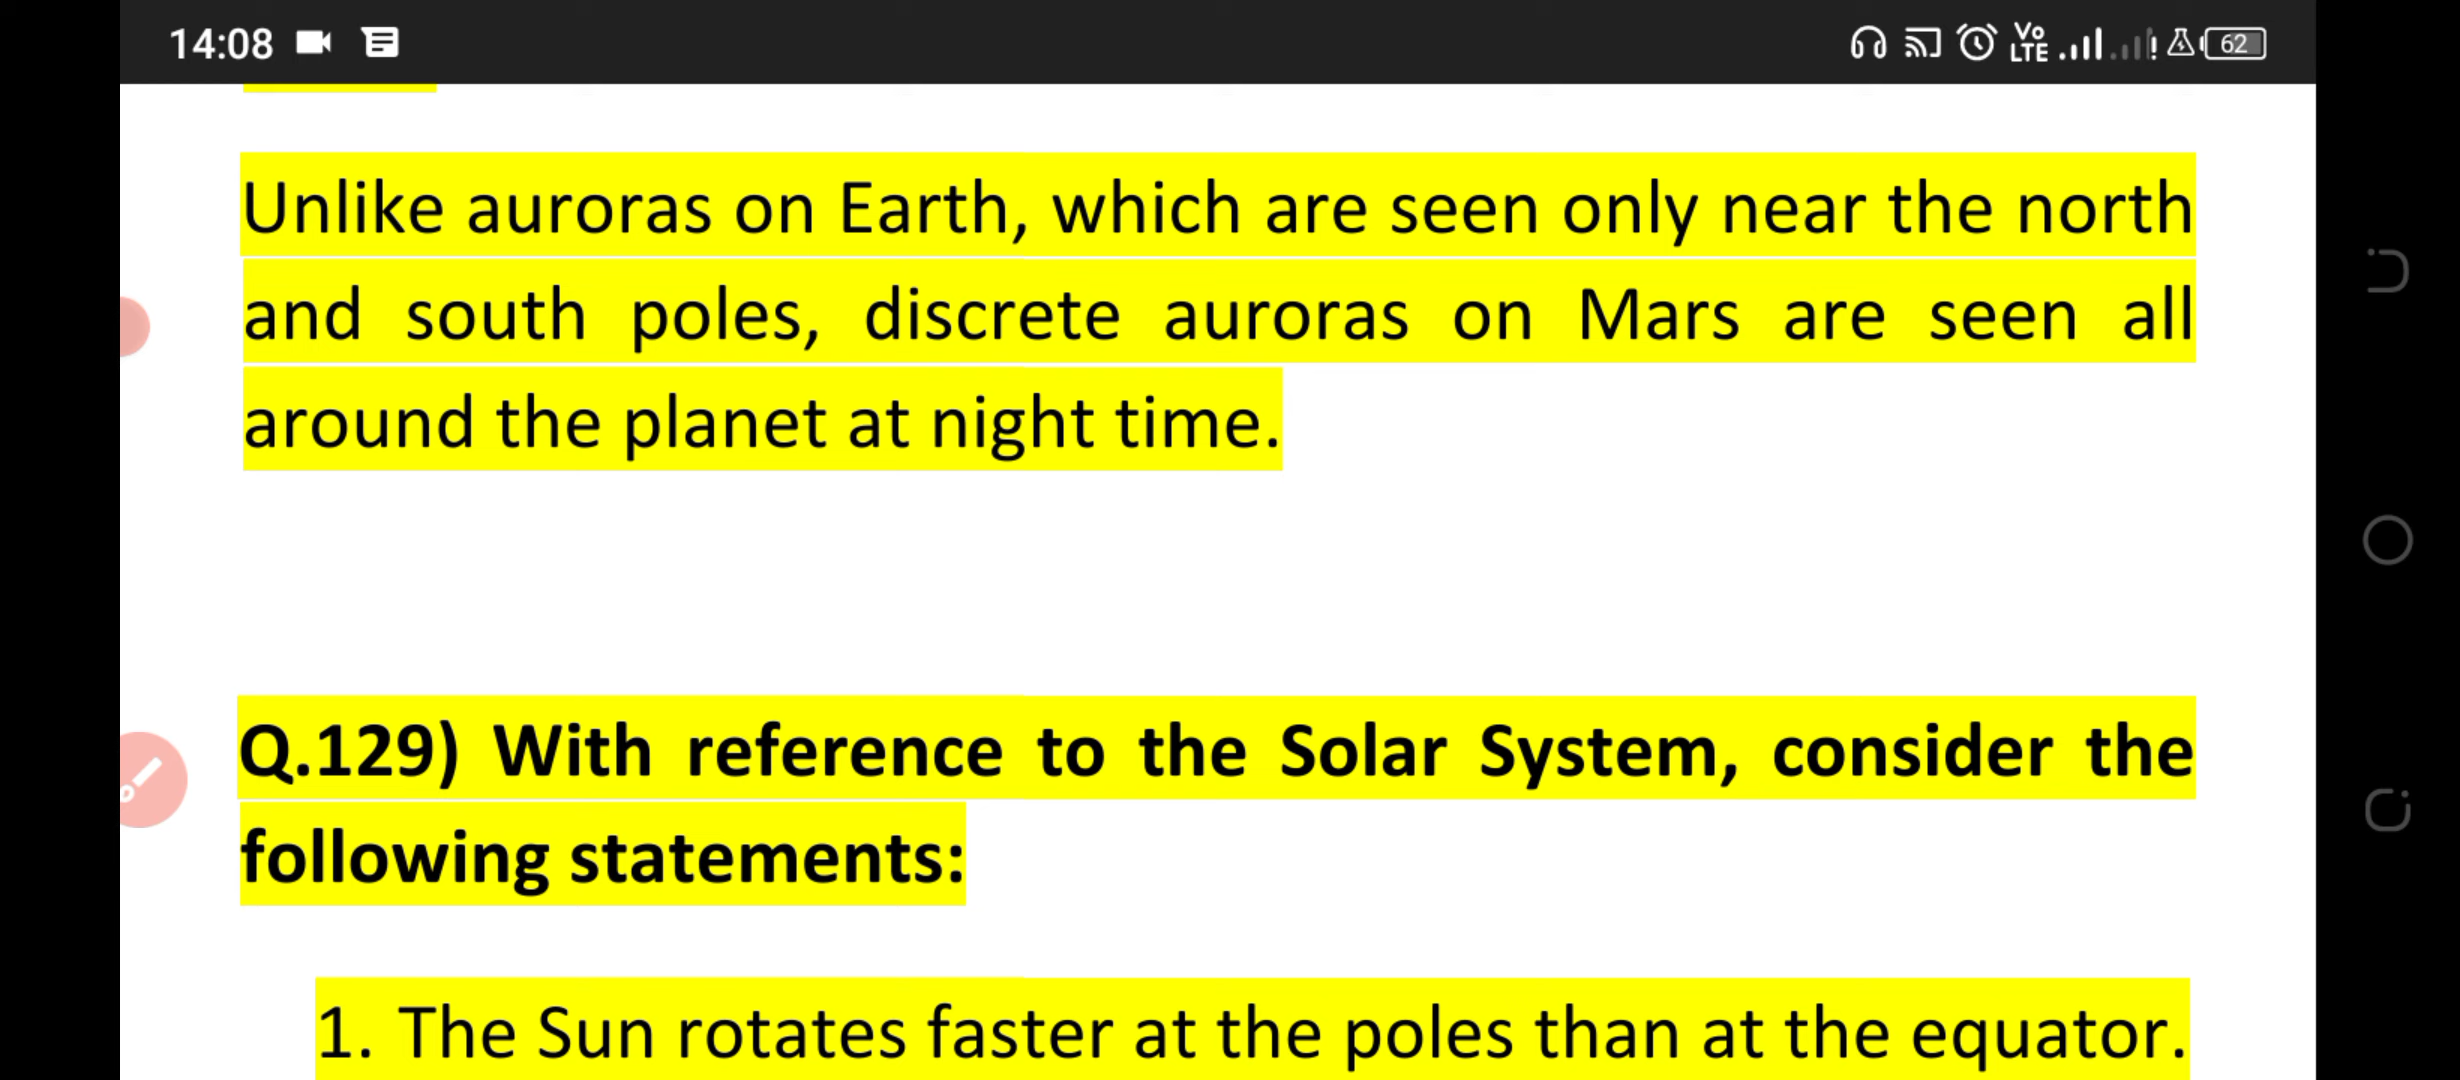 14:08
Vo
LTE
62
Unlike auroras on Earth, which are seen only near the north
and south poles, discrete auroras on Mars are seen all
around the planet at night time.
Q.129) With reference to the Solar System, consider the
following statements:
1. The Sun rotates faster at the poles than at the equator.